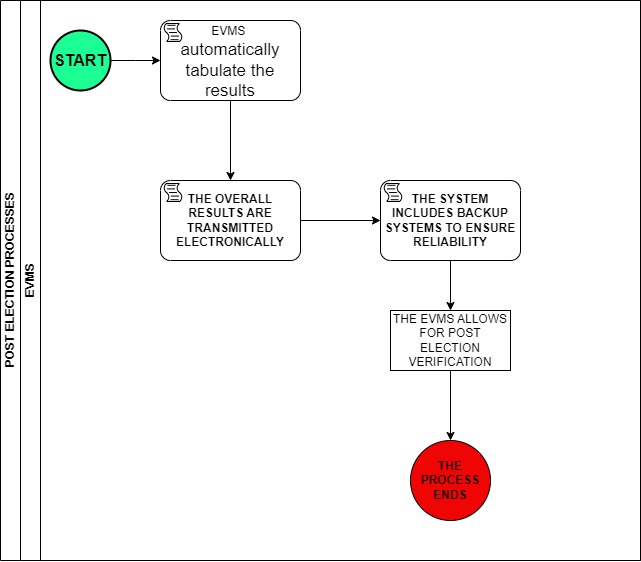 POST ELECTION PROCESSES
EVMS
START
EVMS
automatically
tabulate the
results
THE OVERALL
RESULTS ARE
TRANSMITTED
ELECTRONICALLY
THE SYSTEM
INCLUDES BACKUP
SYSTEMS TO ENSURE
RELIABILITY
THE EVMS ALLOWS
FOR POST
ELECTION
VERIFICATION
THE
PROCESS
ENDS